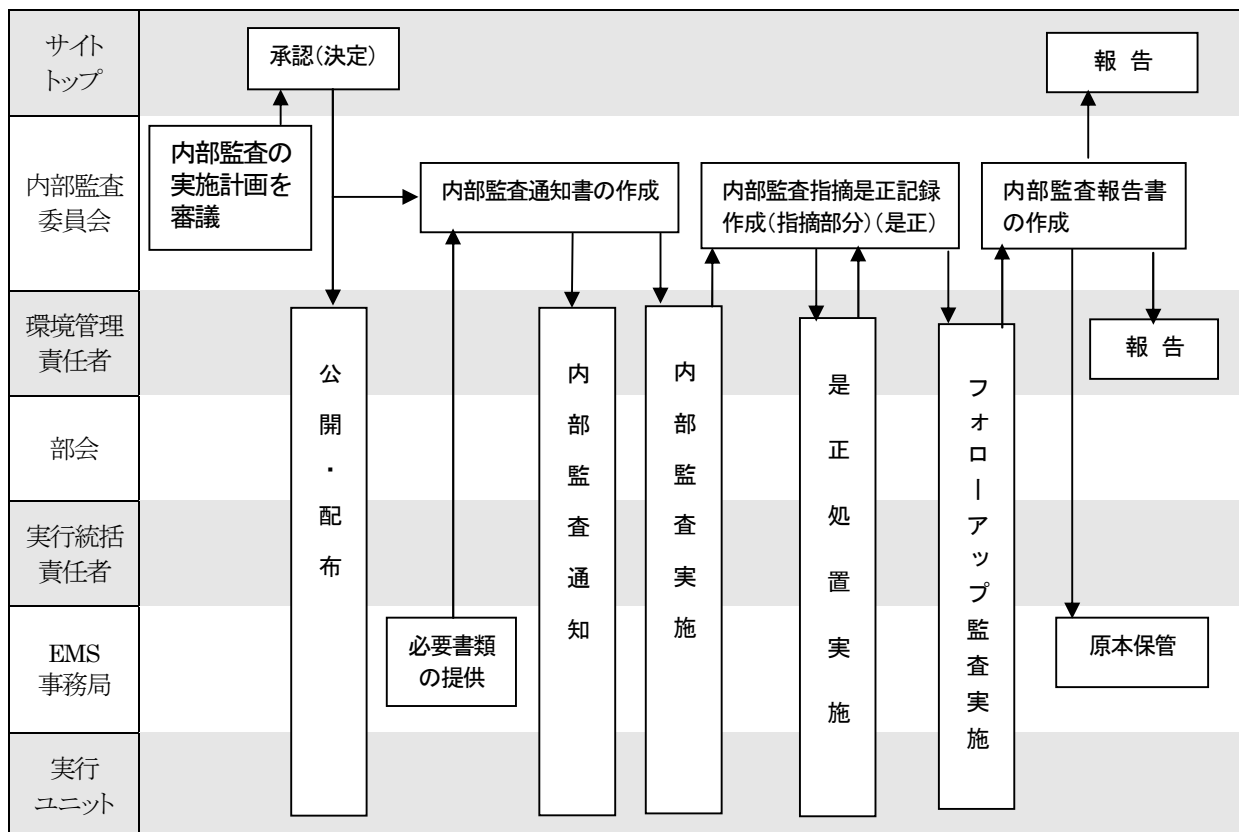 サイト
トップ
承認(決定)
報 告
内部監査
委員会
内部監査の
実施計画を
審議
内部監査通知書の作成
内部監査指摘是正記録
作成(指摘部分)(是正)
内部監査報告書
の作成
環境管理
責任者
公開・配布
内部監査通知
内部監査実施
是正処置実施
フォローアップ監査実施
報 告
部会
実行統括
責任者
EMS
事務局
必要書類
の提供
原本保管
実行
ユニット